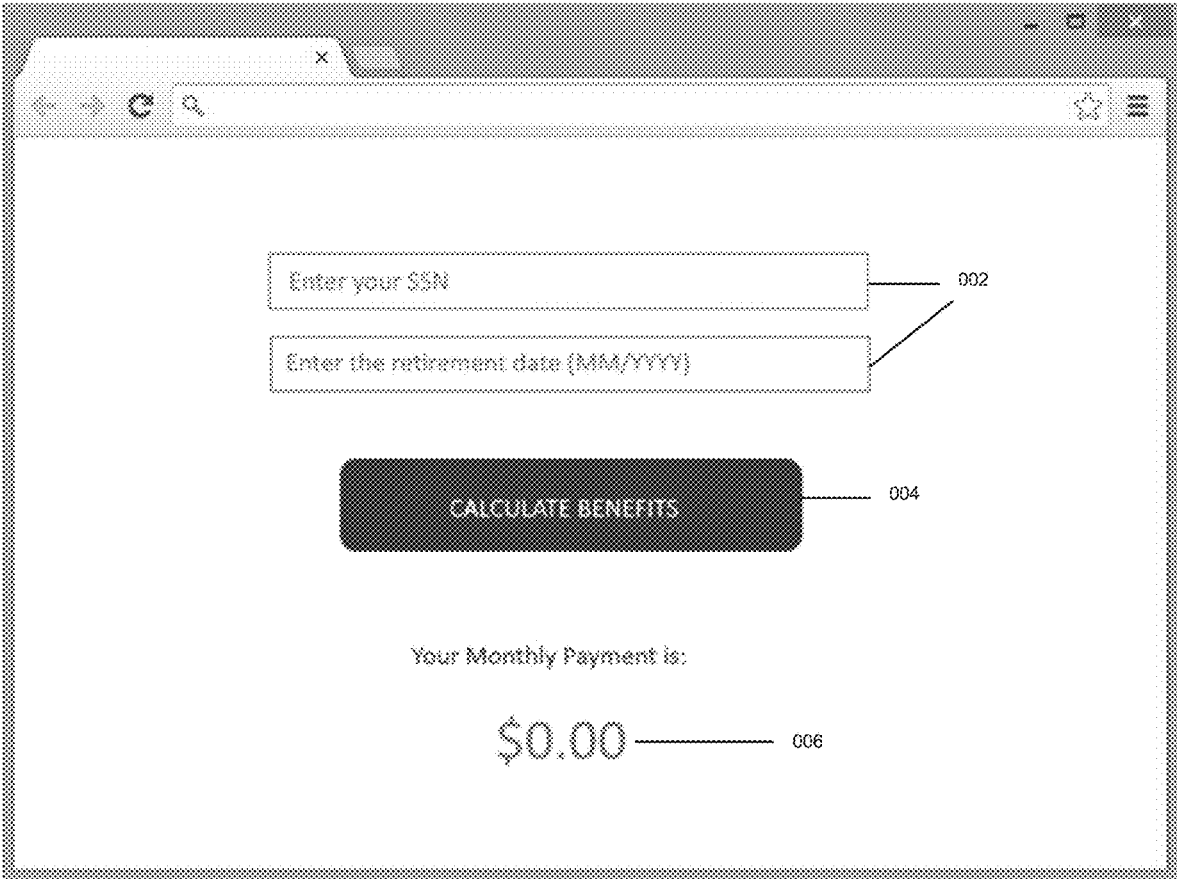 Enter your SSN
002
Enter the retirement date (MM/YYYY)
CALCULATE BENEFITS
004
Your Monthly Payment is:
$0.00
006